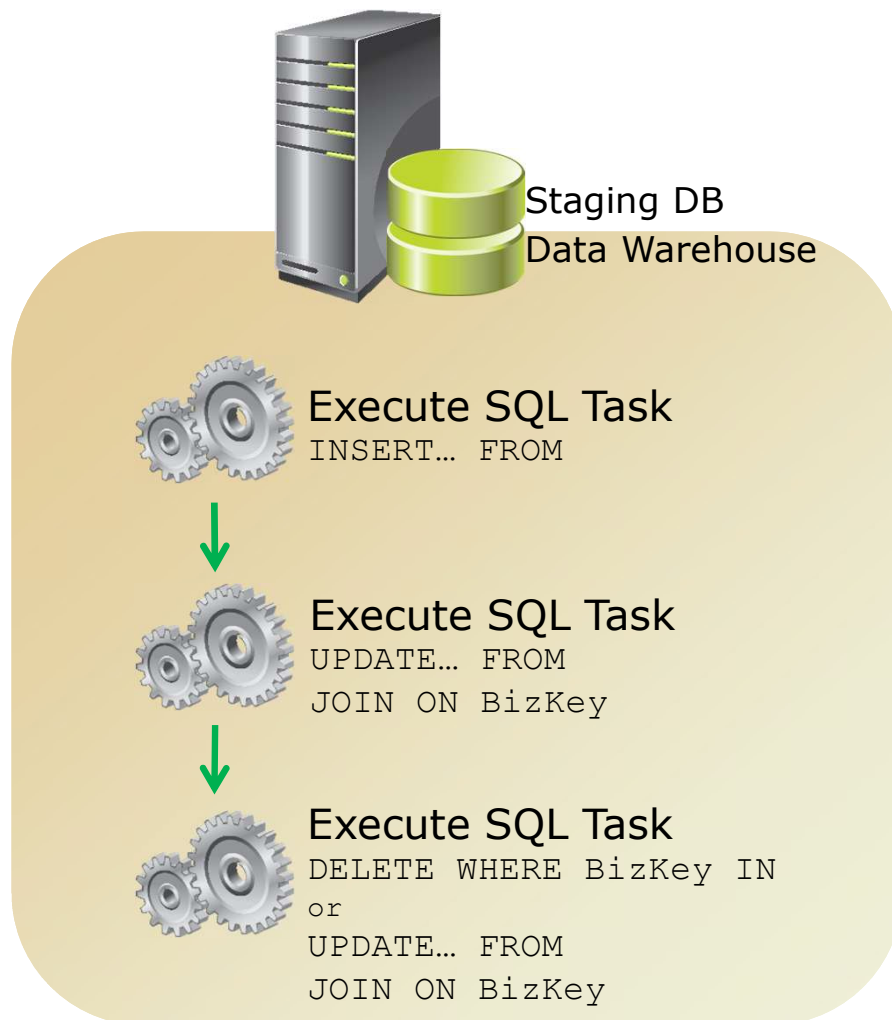 Staging DB
Data Warehouse
Execute SQL Task
INSERT… FROM
Execute SQL Task
UPDATE… FROM
JOIN ON BizKey
Execute SQL Task
DELETE WHERE BizKey IN
or
UPDATE… FROM
JOIN ON BizKey